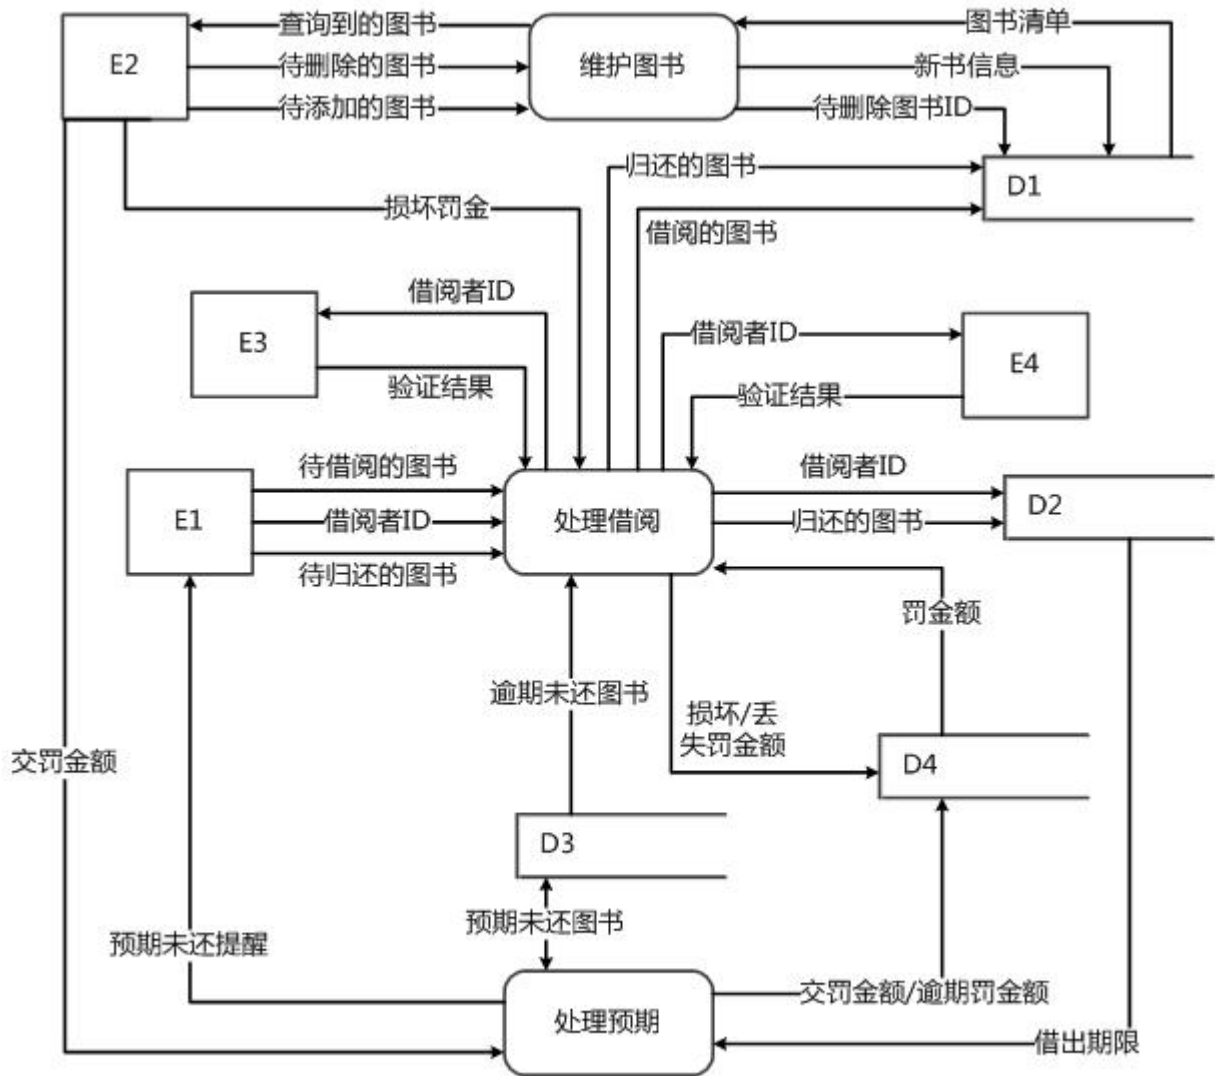 查询到的图书
图书清单
E2
待删除的图书
维护图书
新书信息
待添加的图书
待删除图书ID
归还的图书
D1
损坏罚金
借阅的图书
借阅者ID
E3
借阅者ID
E4
验证结果
验证结果
待借阅的图书
借阅者ID
E1
借阅者ID
处理借阅
归还的图书
D2
待归还的图书
罚金额
逾期未还图书
损坏/丢
失罚金额
交罚金额
D4
D3
预期未还图书
预期未还提醒
交罚金额/逾期罚金额
处理预期
借出期限